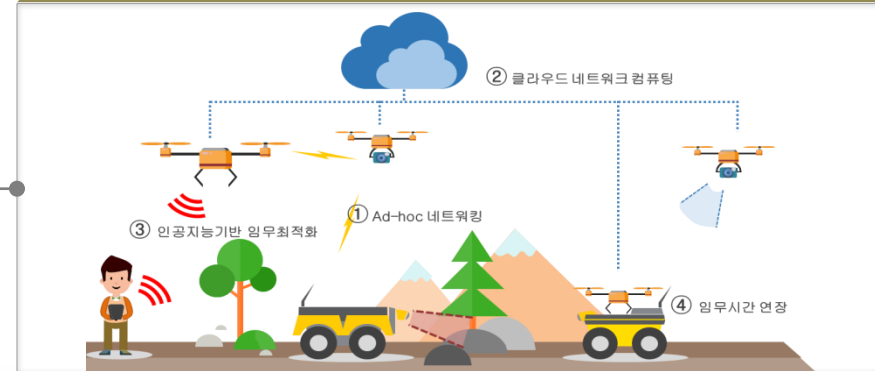 ② 클라우드 네트워크 컴퓨팅
① Ad-hoc 네트워킹
③ 인공지능기반 임무최적화
④ 임무시간 연장